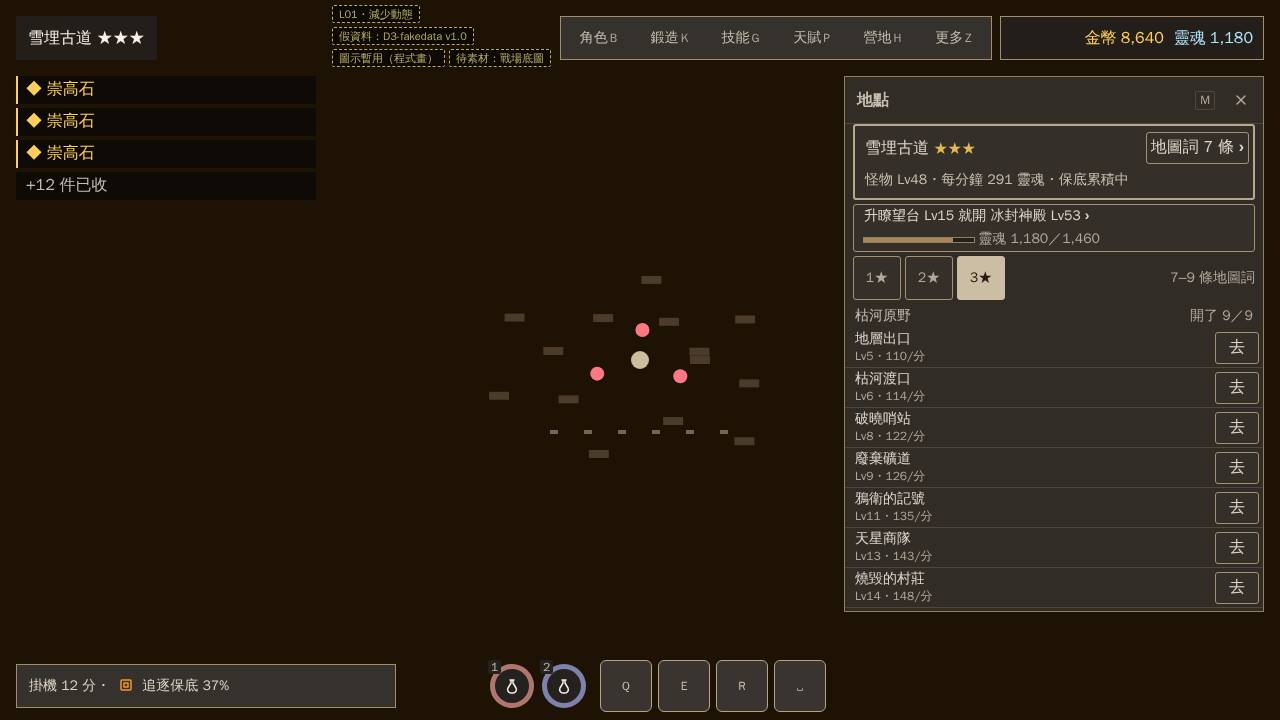 雪埋古道 ★★★
L01・減少動態
假資料：D3-fakedata v1.0
圖示暫用（程式畫） 待素材：戰場底圖
角色B 鍛造K 技能G 天賦P 營地H 更多Z
金幣 8,640 靈魂 1,180
◆ 崇高石
◆ 崇高石
◆ 崇高石
+12 件已收
地點 M ×
雪埋古道 ★★★ 地圖詞 7 條 ›
怪物 Lv48・每分鐘 291 靈魂・保底累積中
升瞭望台 Lv15 就開 冰封神殿 Lv53 ›
靈魂 1,180／1,460
1★ 2★ 3★ 7–9 條地圖詞
枯河原野 開了 9／9
地層出口 去
Lv5・110/分
枯河渡口 去
Lv6・114/分
破曉哨站 去
Lv8・122/分
廢棄礦道 去
Lv9・126/分
鴉衛的記號 去
Lv11・135/分
天星商隊 去
Lv13・143/分
燒毀的村莊 去
Lv14・148/分
掛機 12 分・ 追逐保底 37%
1 2 Q E R ⎵